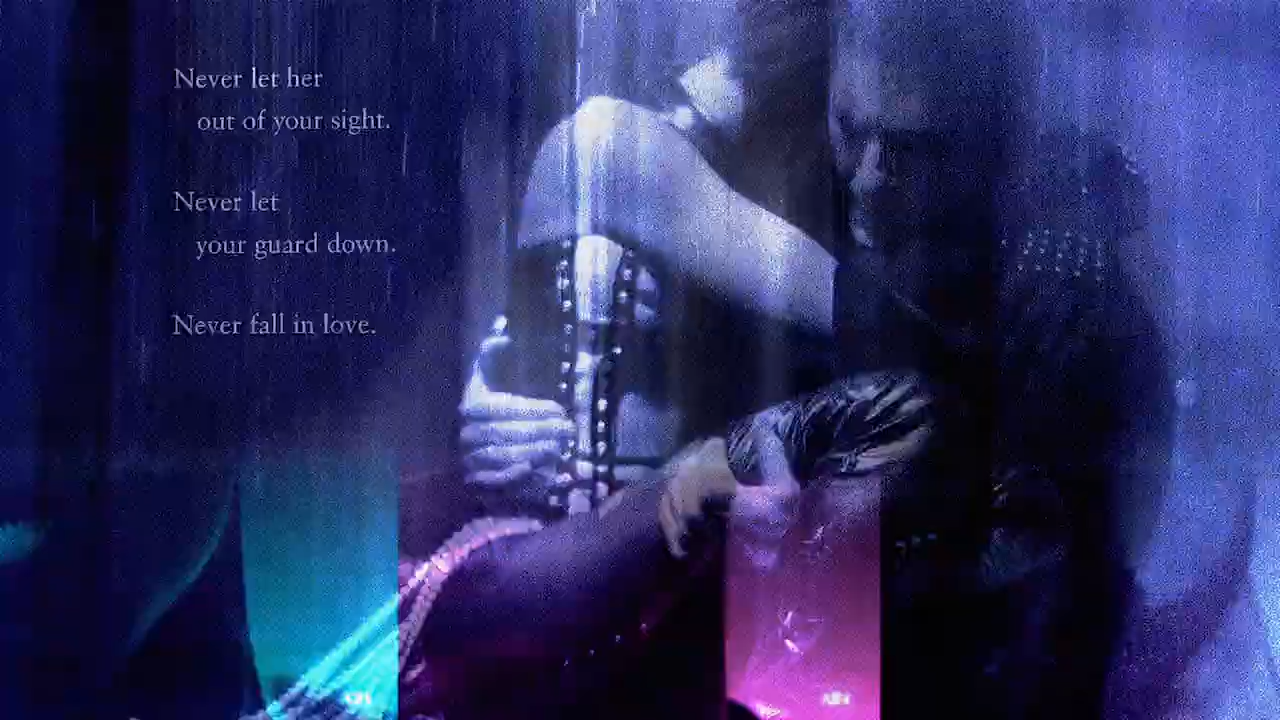 Never let her
out of your sight.
Never let
your guard down.
Never fall in love.